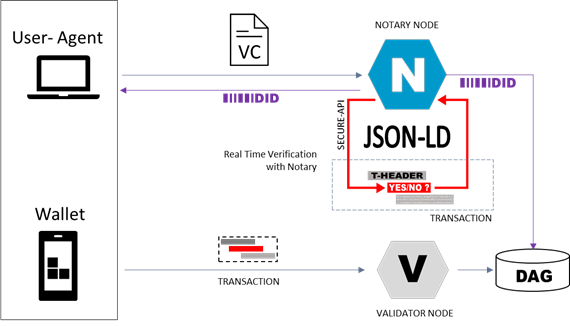 User- Agent
VC
NOTARY NODE
N
DID
DID
SECURE-API
JSON-LD
Real Time Verification
with Notary
T-HEADER
YES/NO ?
TRANSACTION
Wallet
TRANSACTION
V
VALIDATOR NODE
DAG